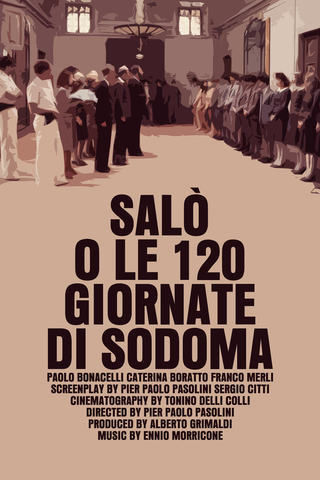 SALÒ
O LE 120
GIORNATE
DI SODOMA
PAOLO BONACELLI CATERINA BORATTO FRANCO MERLI
SCREENPLAY BY PIER PAOLO PASOLINI SERGIO CITTI
CINEMATOGRAPHY BY TONINO DELLI COLLI
DIRECTED BY PIER PAOLO PASOLINI
PRODUCED BY ALBERTO GRIMALDI
MUSIC BY ENNIO MORRICONE